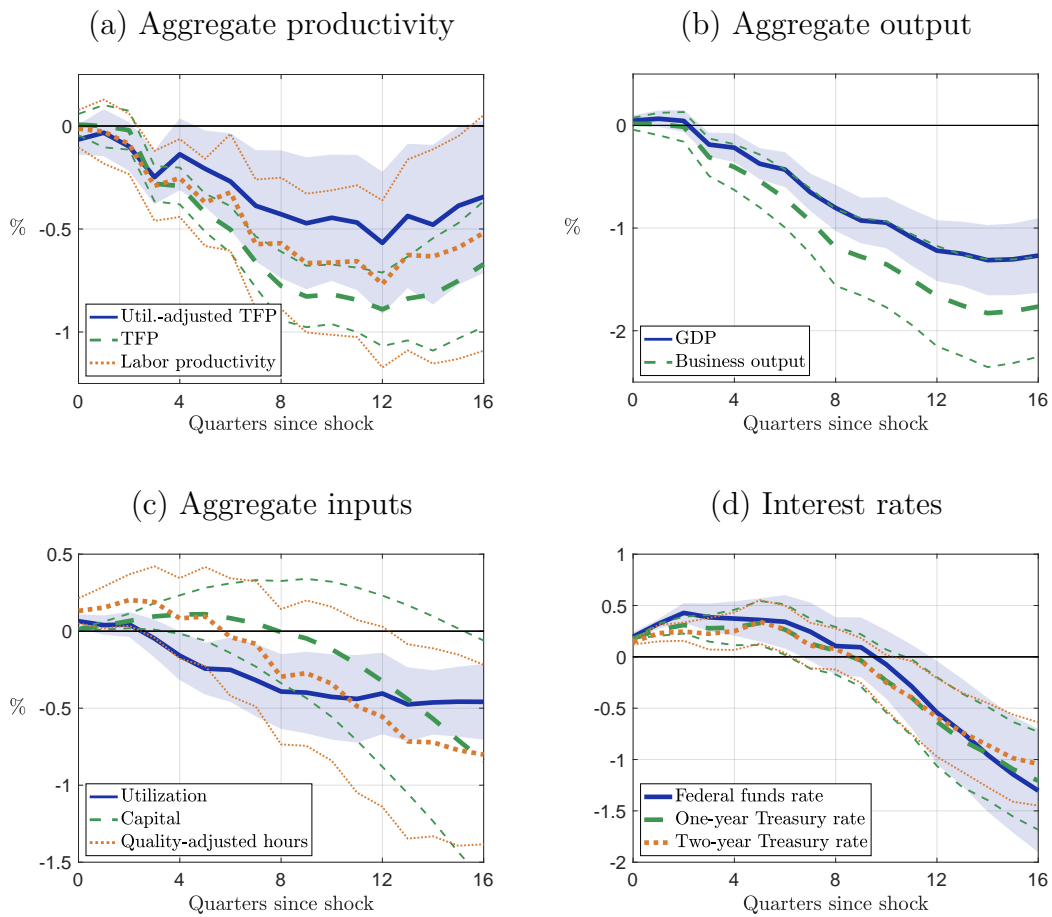 (a) Aggregate productivity
0
-0.5
-1
%
0 4 8 12 16
Quarters since shock
Util.-adjusted TFP
TFP
Labor productivity
(b) Aggregate output
0
-1
-2
%
0 4 8 12 16
Quarters since shock
GDP
Business output
(c) Aggregate inputs
0.5
0
-0.5
-1
-1.5
%
0 4 8 12 16
Quarters since shock
Utilization
Capital
Quality-adjusted hours
(d) Interest rates
1
0.5
0
-0.5
-1
-1.5
-2
%
0 4 8 12 16
Quarters since shock
Federal funds rate
One-year Treasury rate
Two-year Treasury rate